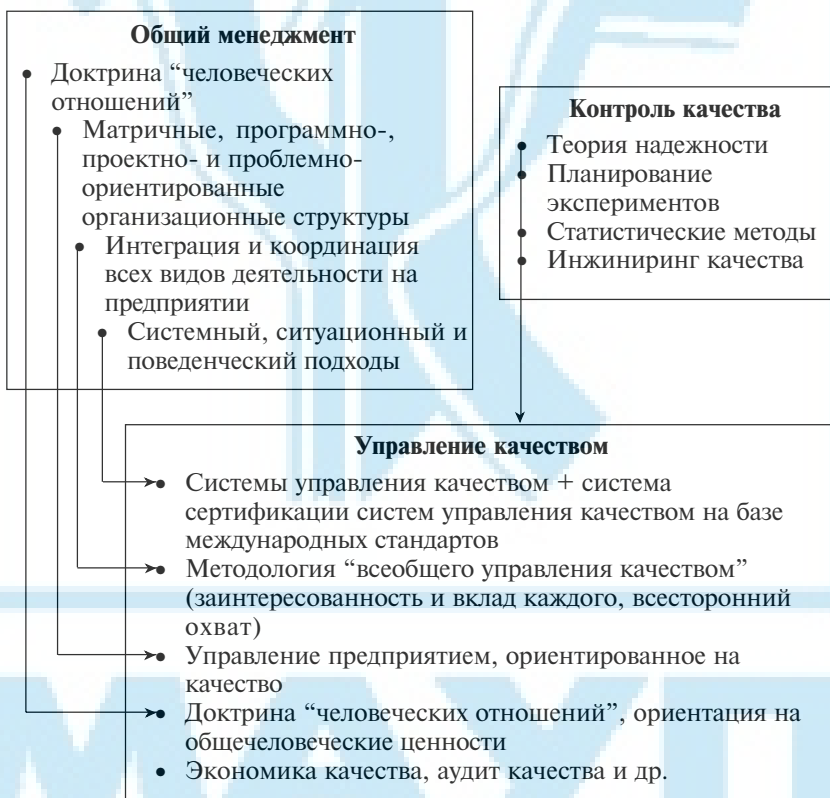 Общий менеджмент
• Доктрина “человеческих
отношений”
• Матричные, программно-,
проектно- и проблемно-
ориентированные
организационные структуры
• Интеграция и координация
всех видов деятельности на
предприятии
• Системный, ситуационный и
поведенческий подходы
Контроль качества
• Теория надежности
• Планирование
экспериментов
• Статистические методы
• Инжиниринг качества
Управление качеством
• Системы управления качеством + система
сертификации систем управления качеством на базе
международных стандартов
• Методология “всеобщего управления качеством”
(заинтересованность и вклад каждого, всесторонний
охват)
• Управление предприятием, ориентированное на
качество
• Доктрина “человеческих отношений”, ориентация на
общечеловеческие ценности
• Экономика качества, аудит качества и др.
МАУП